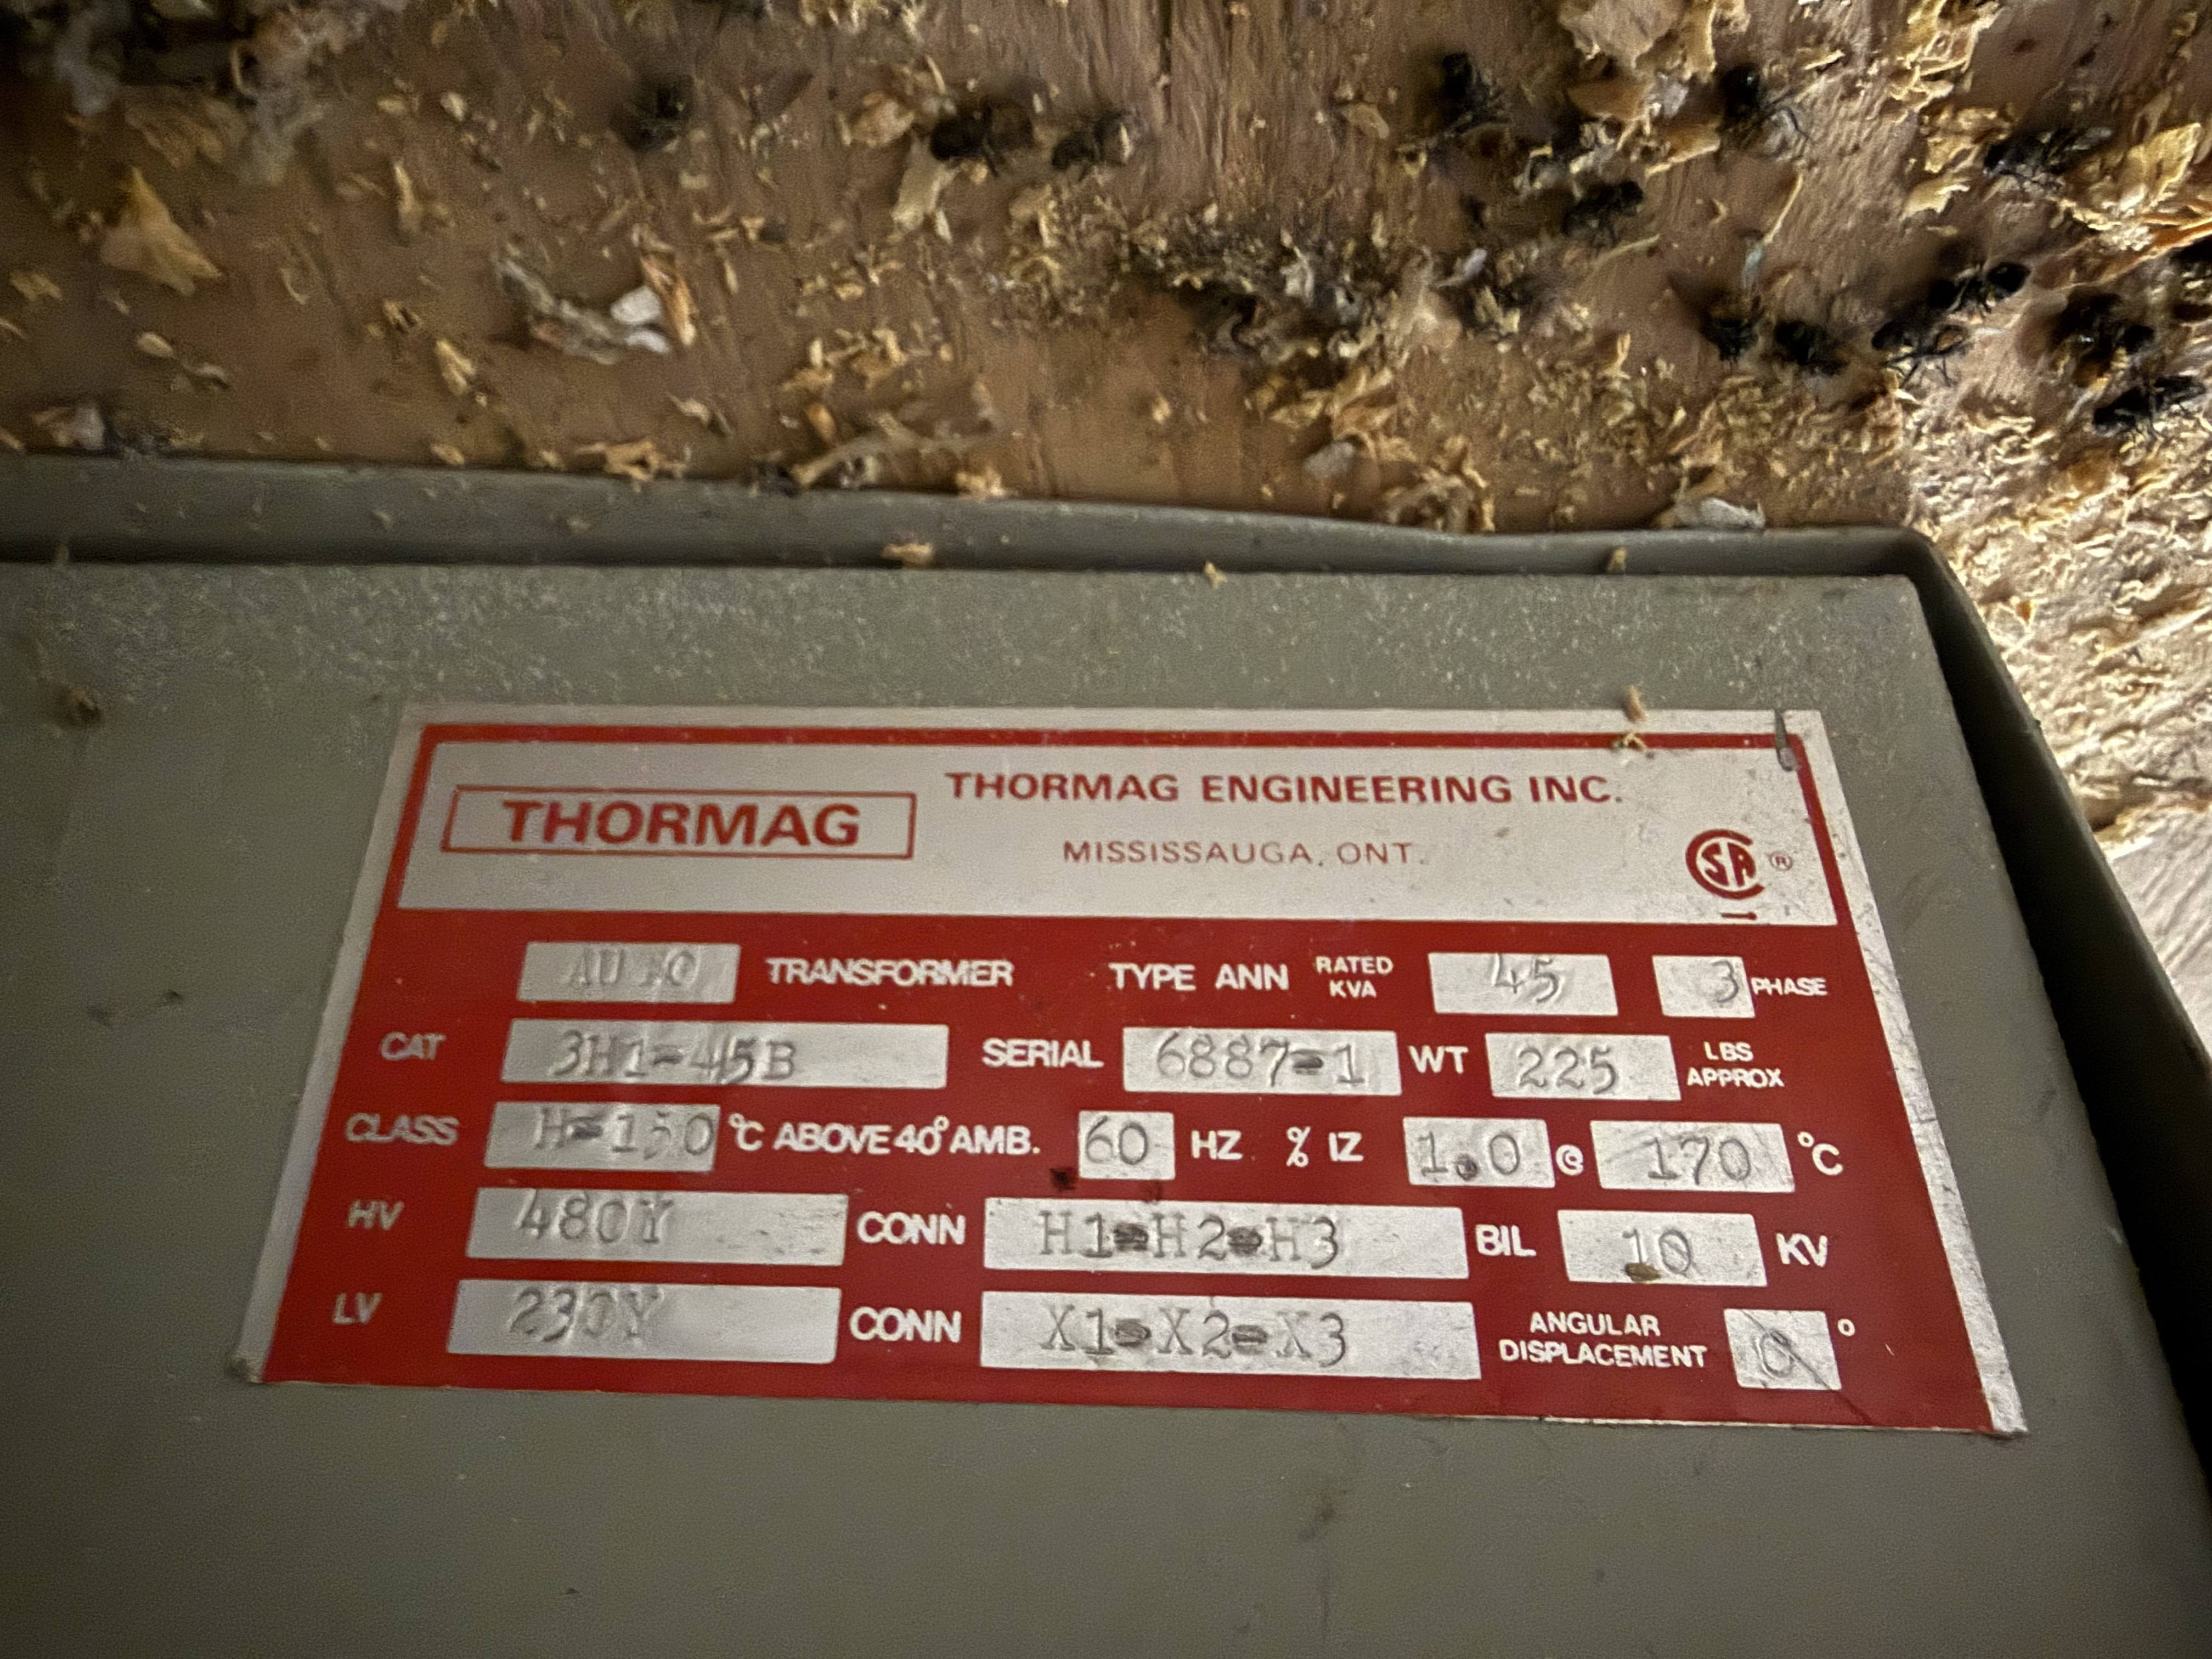 THORMAG
THORMAG ENGINEERING INC.
MISSISSAUGA, ONT.
SA ®
AUTO TRANSFORMER TYPE ANN RATED KVA 45 3 PHASE
CAT 3H1-45B SERIAL 6887-1 WT 225 LBS APPROX
CLASS H-150 °C ABOVE 40° AMB. 60 HZ % IZ 1.0 @ 170 °C
HV 480Y CONN H1-H2-H3 BIL 10 KV
LV 230Y CONN X1-X2-X3 ANGULAR DISPLACEMENT 0 °